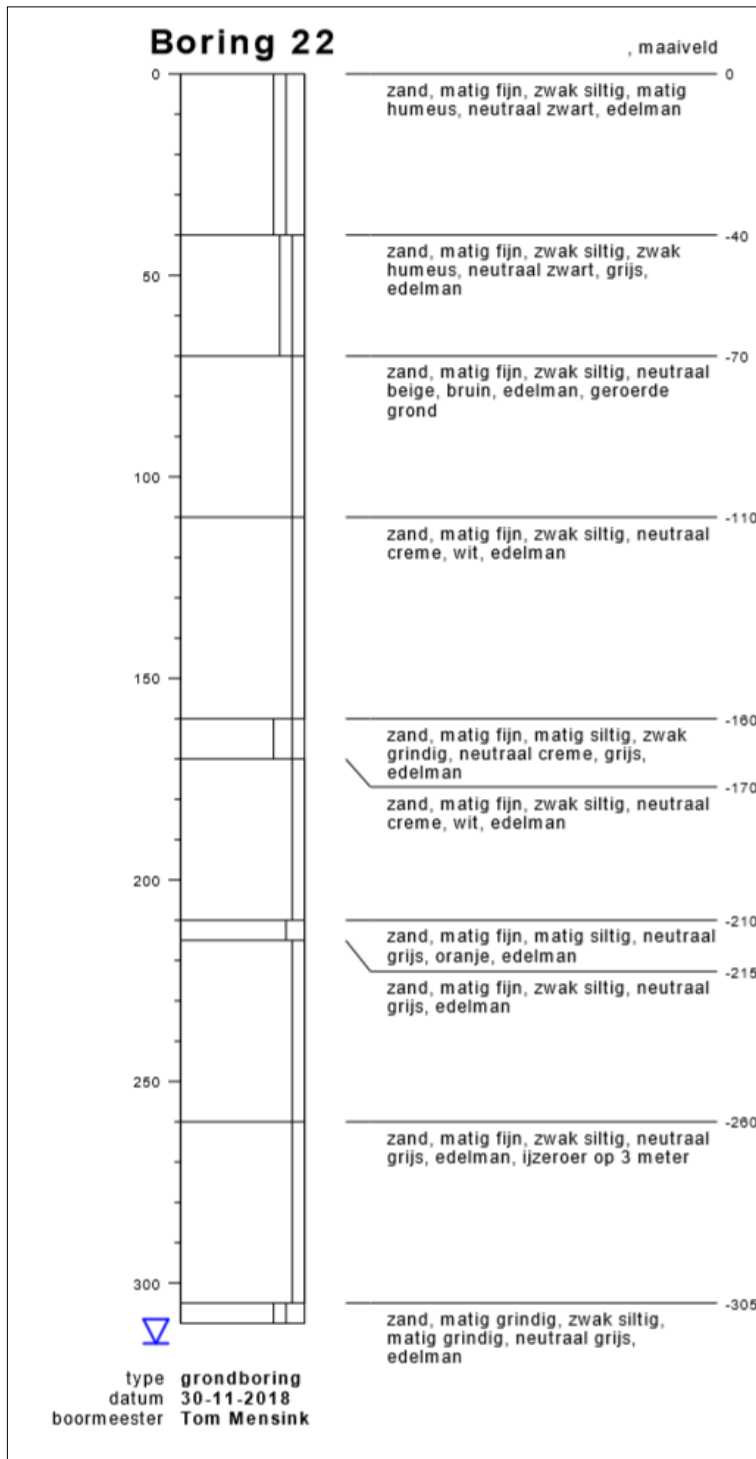 Boring 22
, maaiveld
0
0
zand, matig fijn, zwak siltig, matig
humeus, neutraal zwart, edelman
-40
zand, matig fijn, zwak siltig, zwak
humeus, neutraal zwart, grijs,
edelman
50
-70
zand, matig fijn, zwak siltig, neutraal
beige, bruin, edelman, geroerde
grond
100
-110
zand, matig fijn, zwak siltig, neutraal
creme, wit, edelman
150
-160
zand, matig fijn, matig siltig, zwak
grindig, neutraal creme, grijs,
edelman
-170
zand, matig fijn, zwak siltig, neutraal
creme, wit, edelman
200
-210
zand, matig fijn, matig siltig, neutraal
grijs, oranje, edelman
-215
zand, matig fijn, zwak siltig, neutraal
grijs, edelman
250
-260
zand, matig fijn, zwak siltig, neutraal
grijs, edelman, ijzeroer op 3 meter
300
-305
zand, matig grindig, zwak siltig,
matig grindig, neutraal grijs,
edelman
type grondboring
datum 30-11-2018
boormeester Tom Mensink